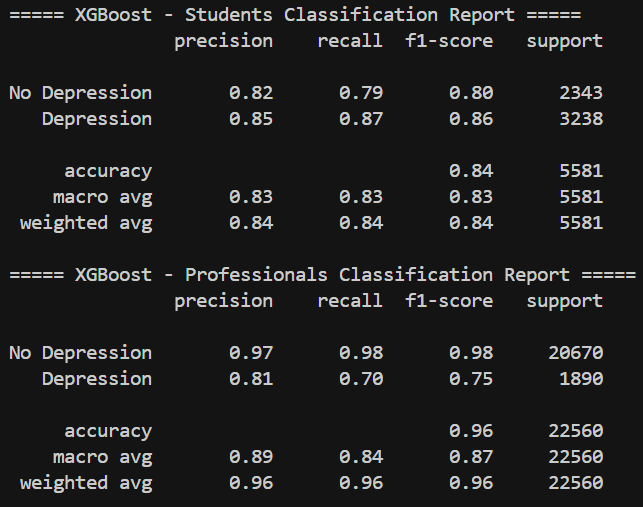 ===== XGBoost - Students Classification Report =====
precision recall f1-score support
No Depression 0.82 0.79 0.80 2343
Depression 0.85 0.87 0.86 3238
accuracy 0.84 5581
macro avg 0.83 0.83 0.83 5581
weighted avg 0.84 0.84 0.84 5581
===== XGBoost - Professionals Classification Report =====
precision recall f1-score support
No Depression 0.97 0.98 0.98 20670
Depression 0.81 0.70 0.75 1890
accuracy 0.96 22560
macro avg 0.89 0.84 0.87 22560
weighted avg 0.96 0.96 0.96 22560